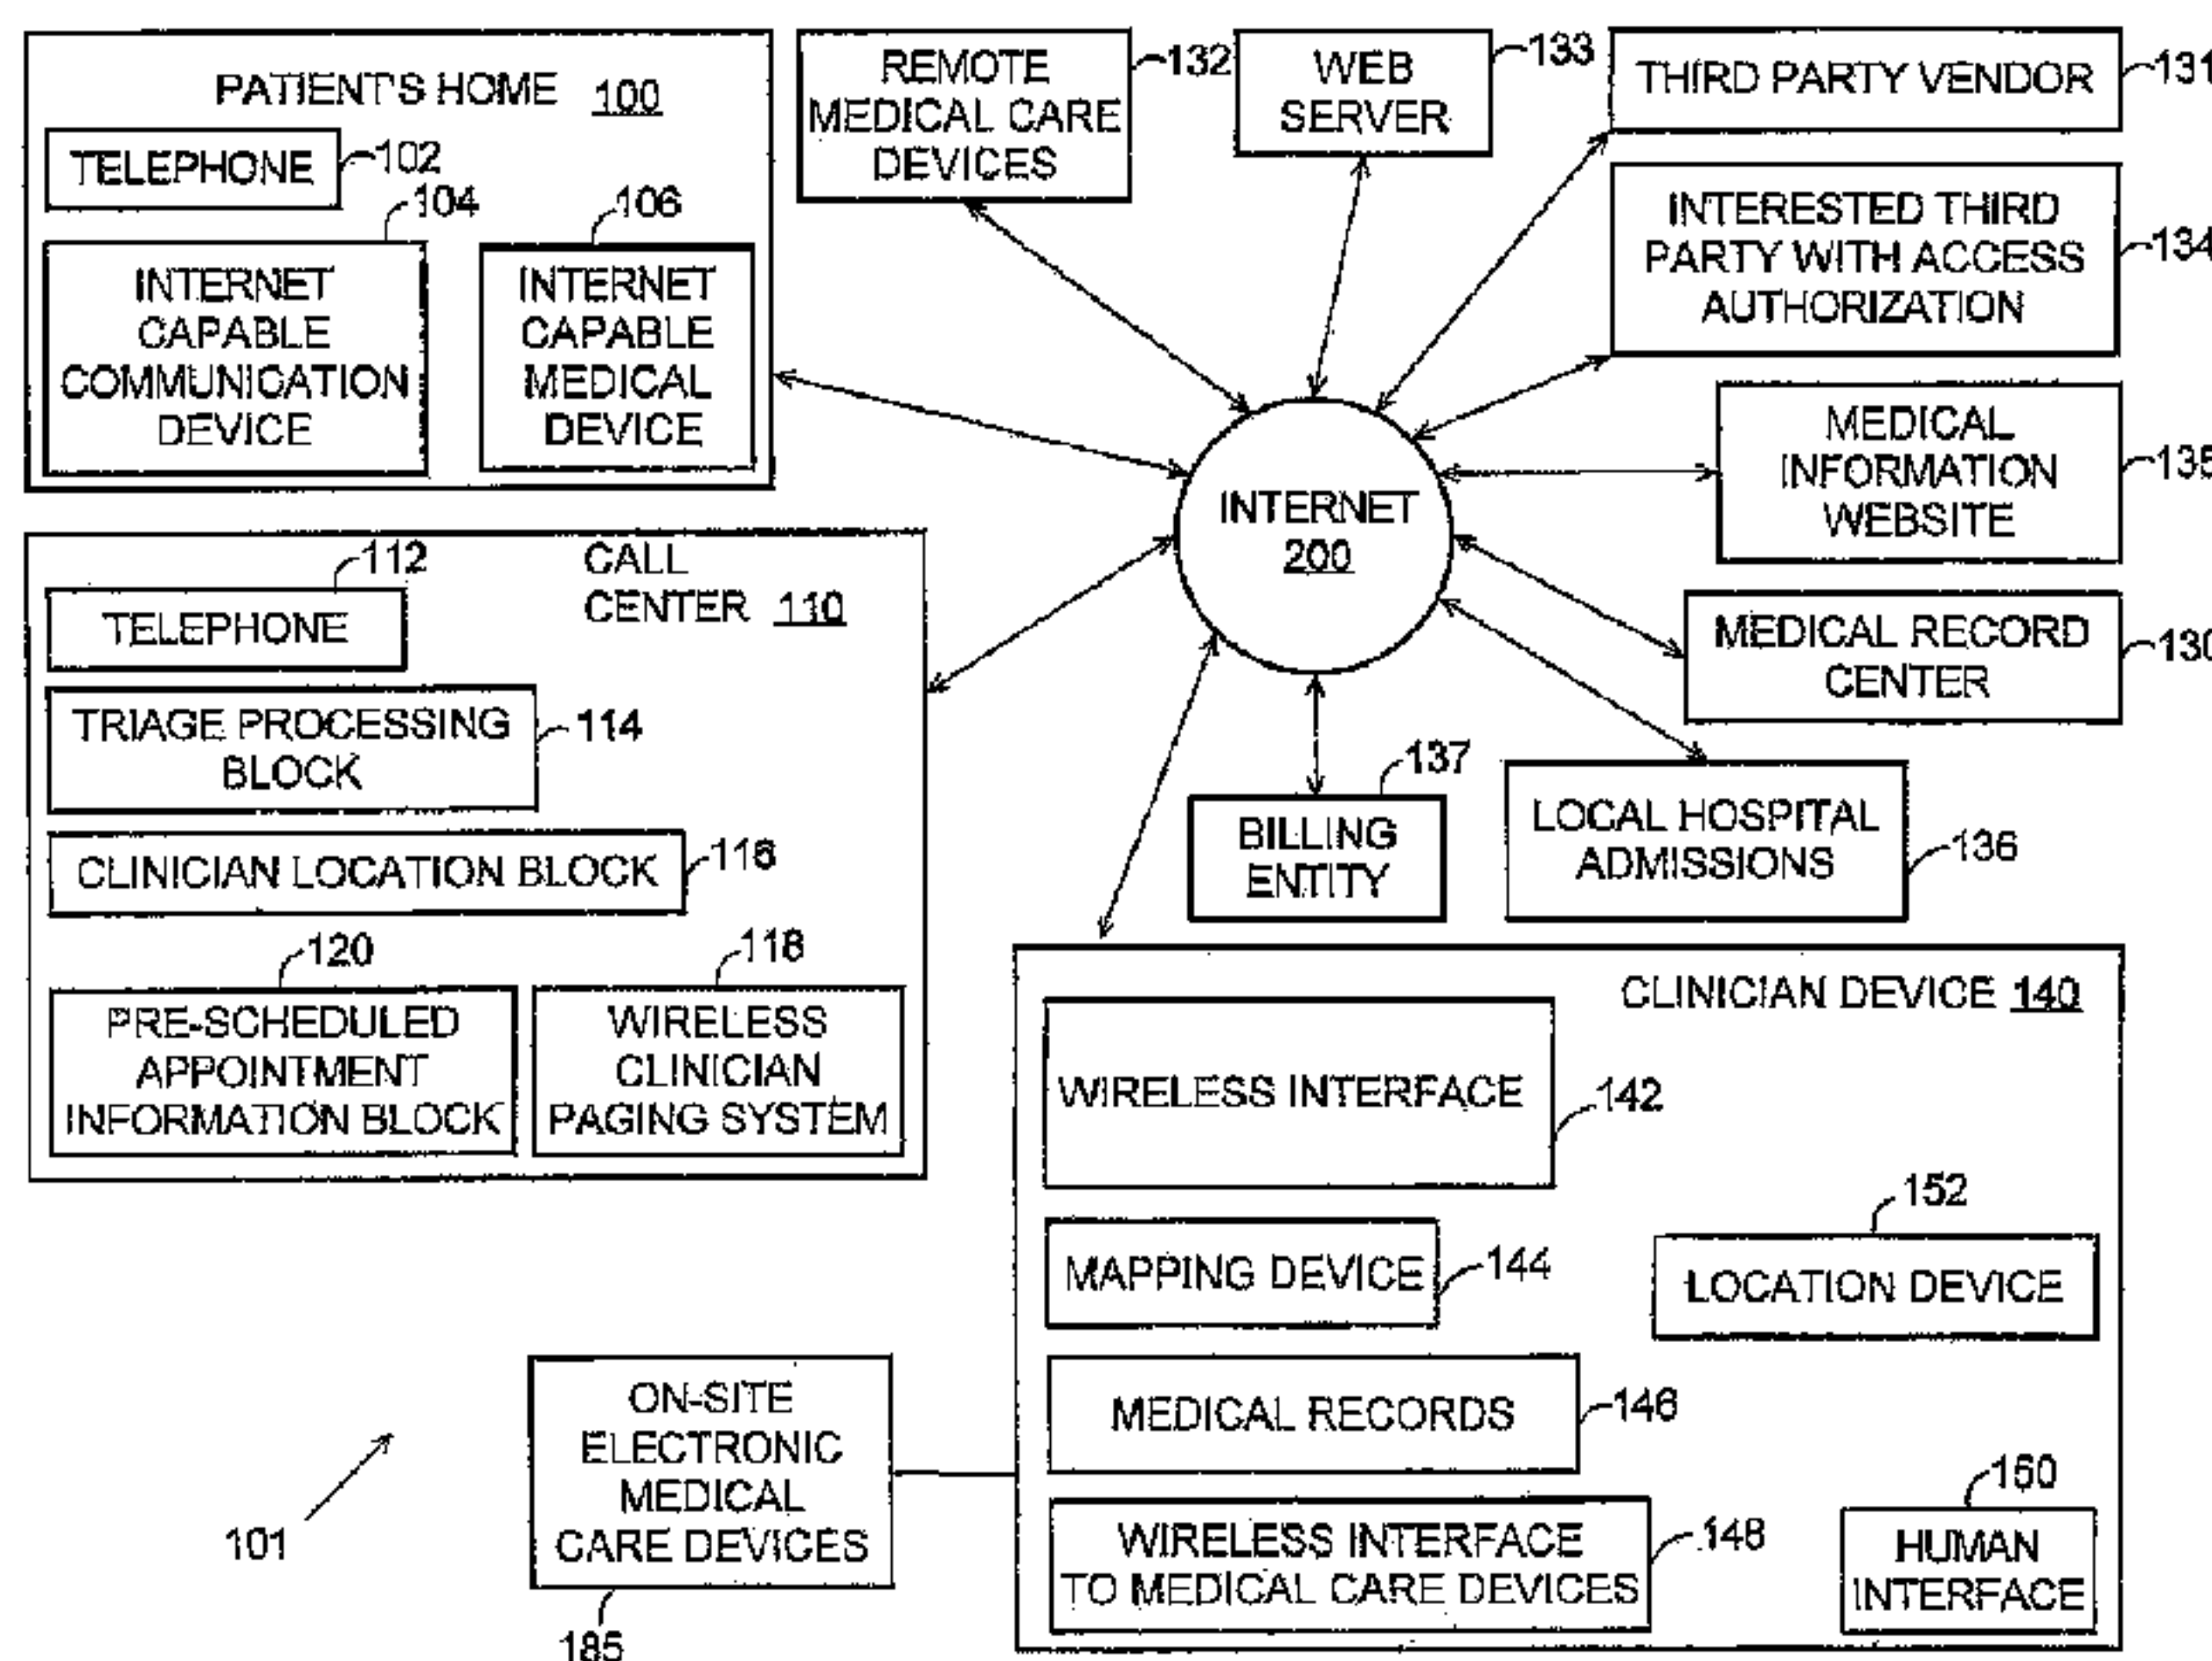 PATIENT'S HOME 100
TELEPHONE
102
104
INTERNET
CAPABLE
COMMUNICATION
DEVICE
106
INTERNET
CAPABLE
MEDICAL
DEVICE
REMOTE
MEDICAL CARE
DEVICES
132
WEB
SERVER
133
THIRD PARTY VENDOR
131
INTERESTED THIRD
PARTY WITH ACCESS
AUTHORIZATION
134
MEDICAL
INFORMATION
WEBSITE
135
INTERNET
200
MEDICAL RECORD
CENTER
130
LOCAL HOSPITAL
ADMISSIONS
136
137
BILLING
ENTITY
CALL
CENTER 110
112
TELEPHONE
TRIAGE PROCESSING
BLOCK
114
CLINICIAN LOCATION BLOCK
116
120
PRE-SCHEDULED
APPOINTMENT
INFORMATION BLOCK
118
WIRELESS
CLINICIAN
PAGING SYSTEM
CLINICIAN DEVICE 140
WIRELESS INTERFACE
142
MAPPING DEVICE
144
152
LOCATION DEVICE
MEDICAL RECORDS
146
WIRELESS INTERFACE
TO MEDICAL CARE DEVICES
148
150
HUMAN
INTERFACE
ON-SITE
ELECTRONIC
MEDICAL
CARE DEVICES
185
101